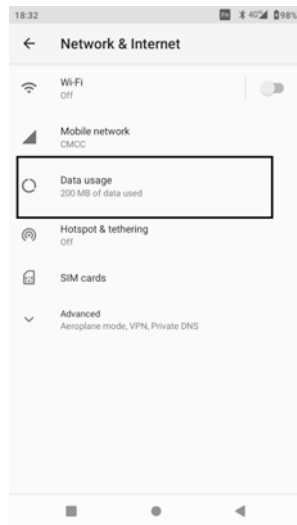 18:32 4G 98%
Network & Internet
Wi-Fi
Off
Mobile network
CMCC
Data usage
200 MB of data used
Hotspot & tethering
Off
SIM cards
Advanced
Aeroplane mode, VPN, Private DNS